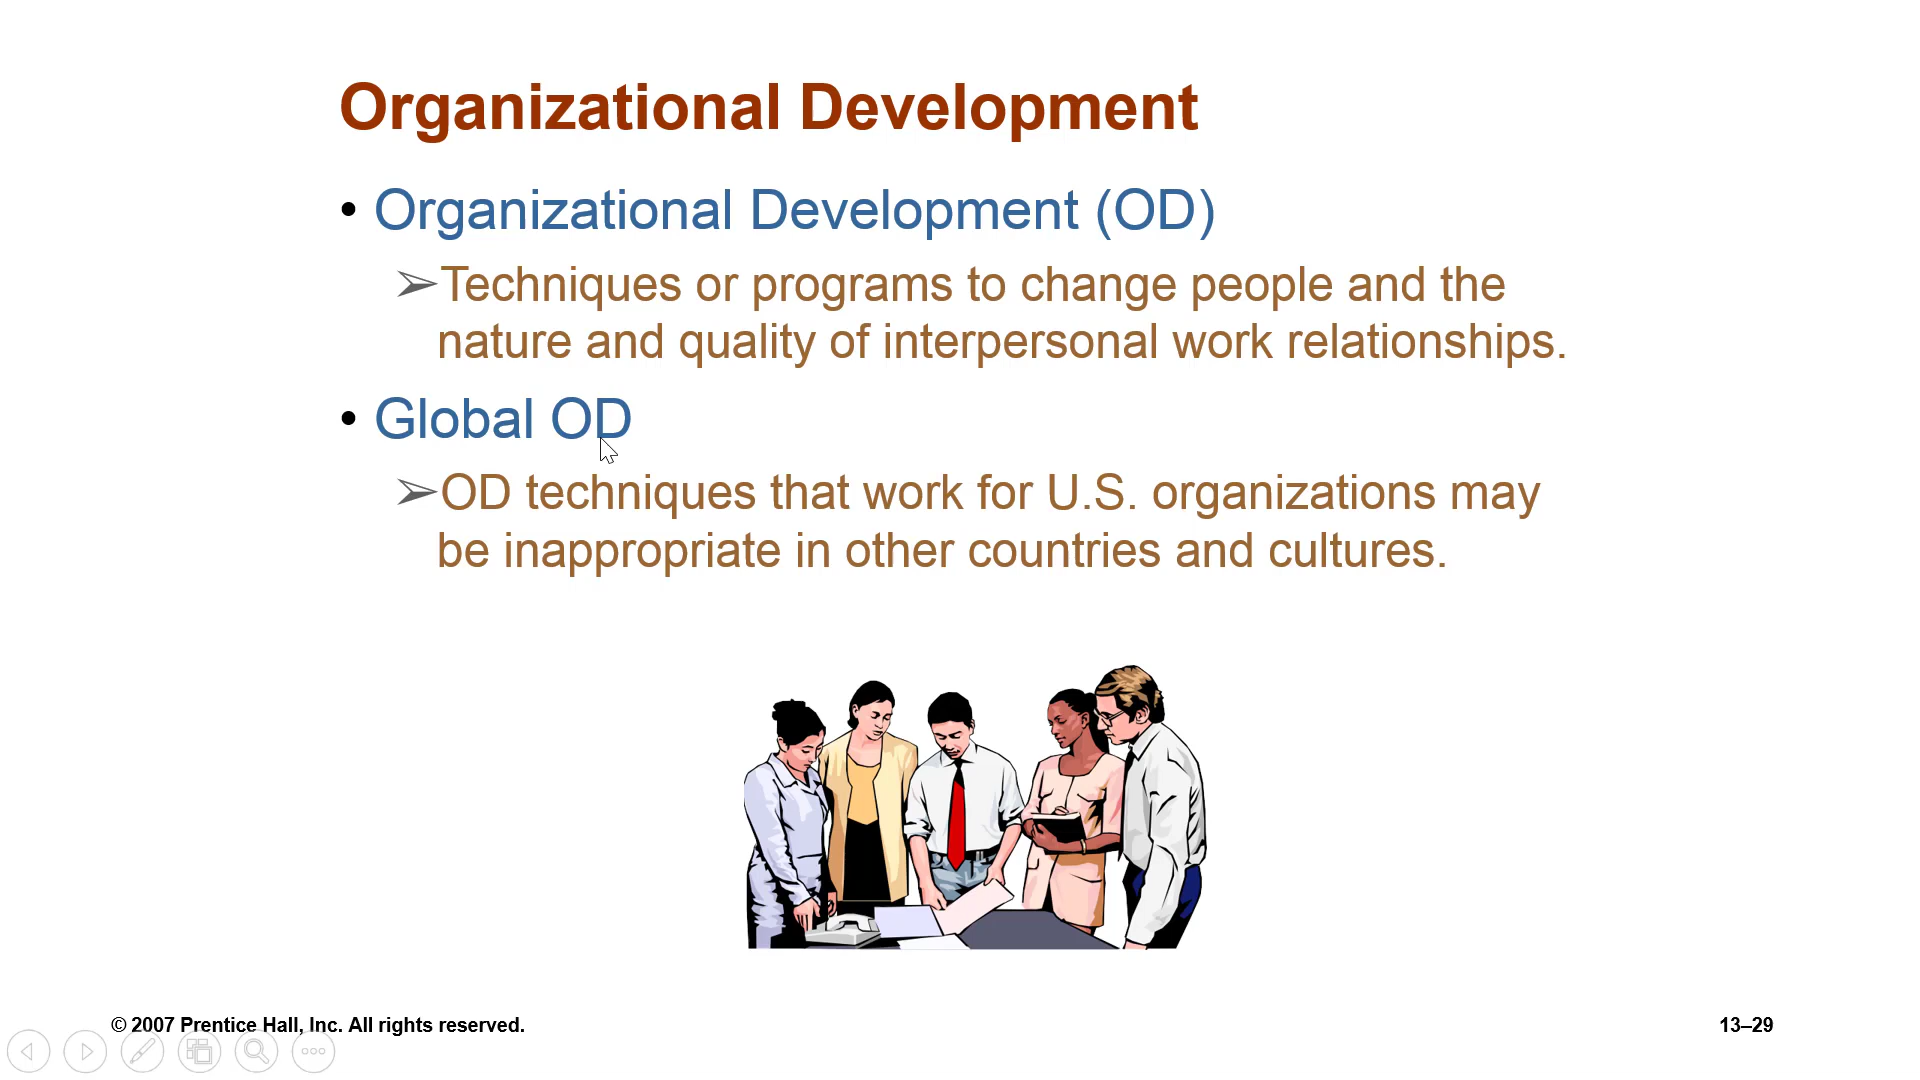 Organizational Development
• Organizational Development (OD)
➢Techniques or programs to change people and the
nature and quality of interpersonal work relationships.
• Global OD
➢OD techniques that work for U.S. organizations may
be inappropriate in other countries and cultures.
© 2007 Prentice Hall, Inc. All rights reserved.
13–29